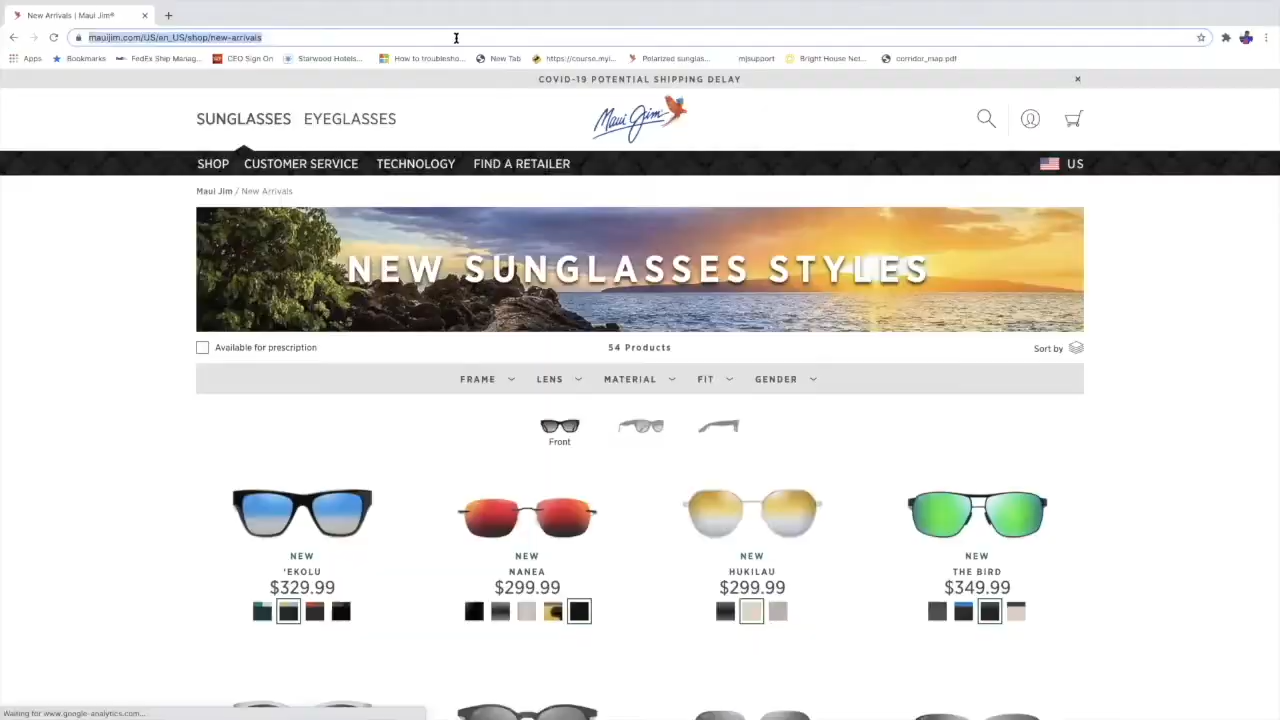 New Arrivals | Maui Jim®
mauijim.com/US/en_US/shop/new-arrivals
Apps Bookmarks FedEx Ship Manag... CEO Sign On Starwood Hotels... How to troublesho... New Tab https://course.myi... Polarized sunglas... mjsupport Bright House Net... corridor_map.pdf
COVID-19 POTENTIAL SHIPPING DELAY
SUNGLASSES EYEGLASSES
Maui Jim
SHOP CUSTOMER SERVICE TECHNOLOGY FIND A RETAILER US
Maui Jim / New Arrivals
NEW SUNGLASSES STYLES
Available for prescription 54 Products Sort by
FRAME LENS MATERIAL FIT GENDER
Front
NEW NEW NEW NEW
'EKOLU NANEA HUKILAU THE BIRD
$329.99 $299.99 $299.99 $349.99
Waiting for www.google-analytics.com...